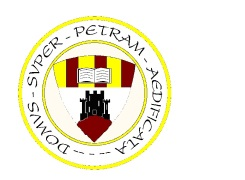 DOMVS - SVPER - PETRAM - AEDIFICATA - - - -